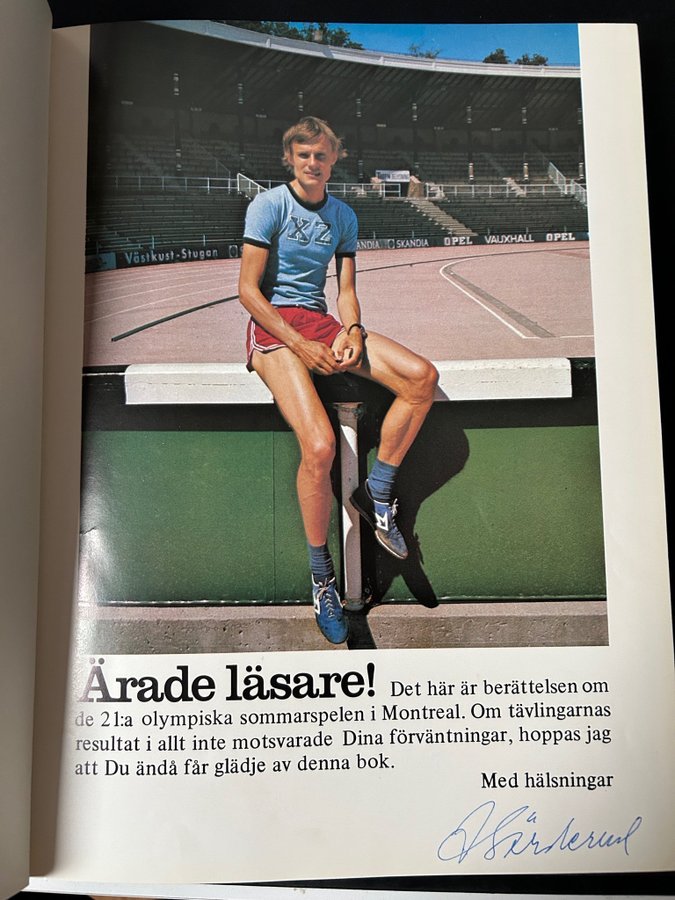 XZ
Västkust-Stugan
SKANDIA
OPEL
VAUXHALL
OPEL
Ärade läsare! Det här är berättelsen om
de 21:a olympiska sommarspelen i Montreal. Om tävlingarnas
resultat i allt inte motsvarade Dina förväntningar, hoppas jag
att Du ändå får glädje av denna bok.
Med hälsningar
A Särderud